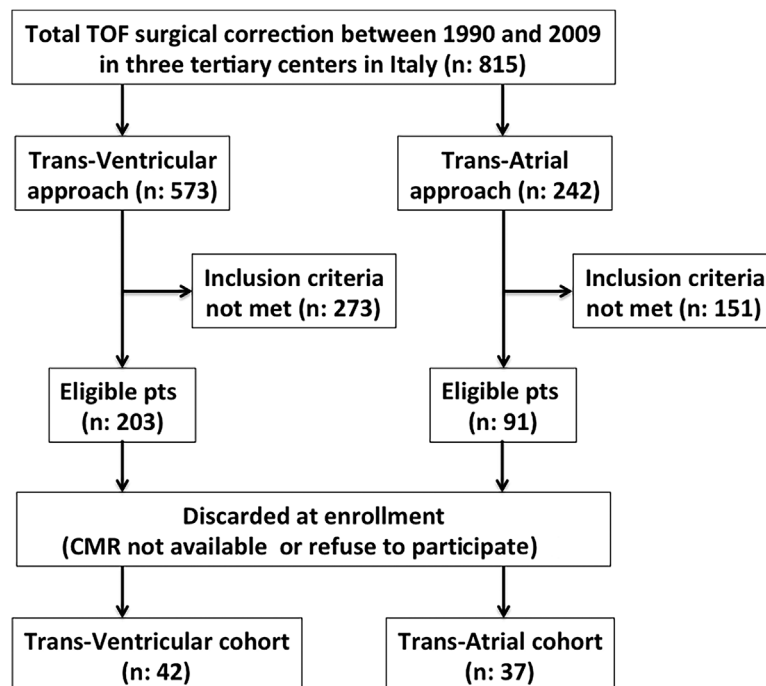 Total TOF surgical correction between 1990 and 2009
in three tertiary centers in Italy (n: 815)
Trans-Ventricular
approach (n: 573)
Trans-Atrial
approach (n: 242)
Inclusion criteria
not met (n: 273)
Inclusion criteria
not met (n: 151)
Eligible pts
(n: 203)
Eligible pts
(n: 91)
Discarded at enrollment
(CMR not available or refuse to participate)
Trans-Ventricular cohort
(n: 42)
Trans-Atrial cohort
(n: 37)